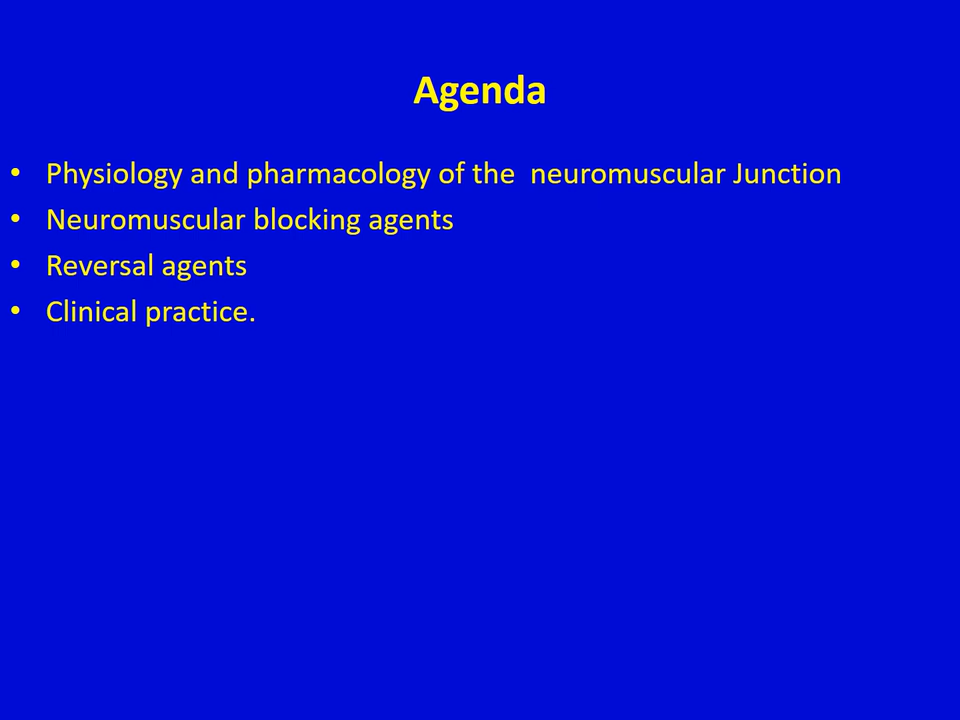 Agenda
• Physiology and pharmacology of the  neuromuscular Junction
• Neuromuscular blocking agents
• Reversal agents
• Clinical practice.